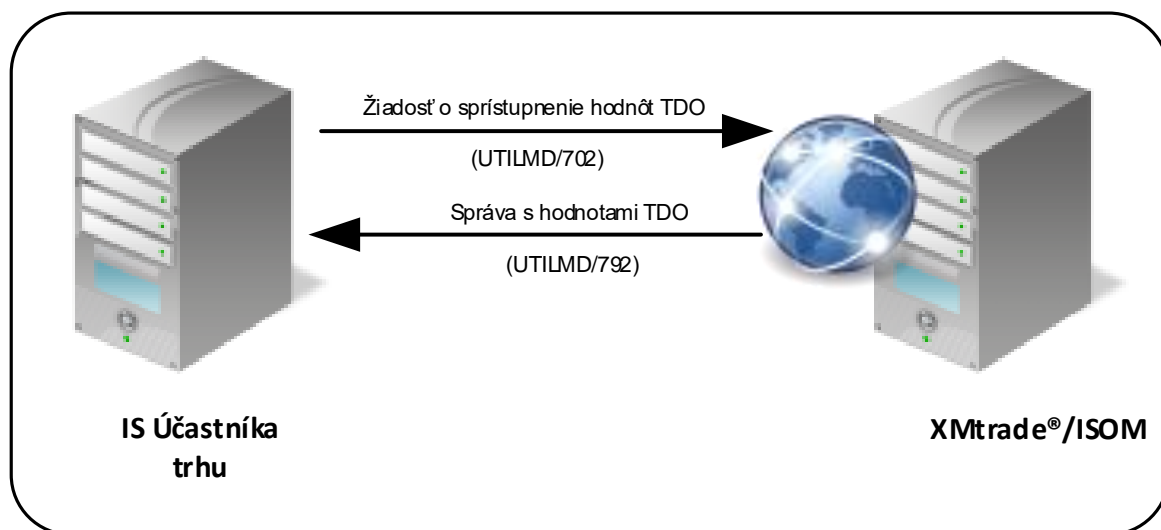 Žiadosť o sprístupnenie hodnôt TDO
(UTILMD/702)
Správa s hodnotami TDO
(UTILMD/792)
IS Účastníka
trhu
XMtrade®/ISOM